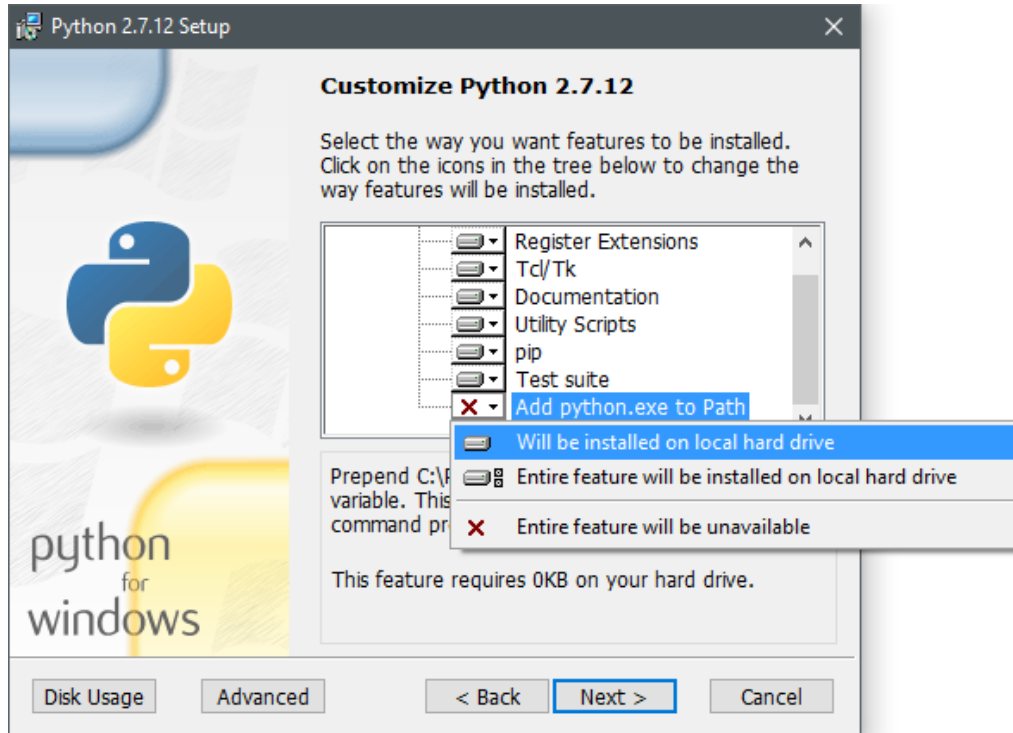 Python 2.7.12 Setup
Customize Python 2.7.12
Select the way you want features to be installed.
Click on the icons in the tree below to change the
way features will be installed.
Register Extensions
Tcl/Tk
Documentation
Utility Scripts
pip
Test suite
Add python.exe to Path
Will be installed on local hard drive
Entire feature will be installed on local hard drive
Entire feature will be unavailable
Prepend C:\
variable. This
command
This feature requires 0KB on your hard drive.
python
for
windows
Disk Usage
Advanced
< Back
Next >
Cancel